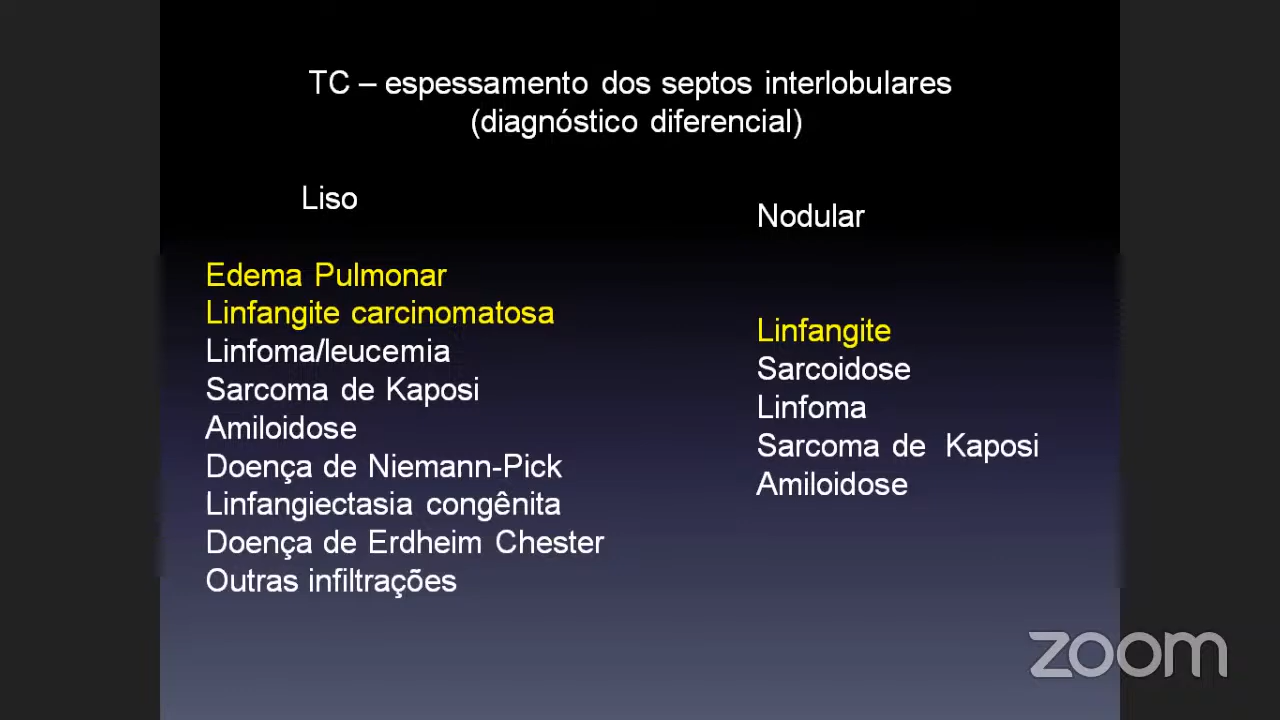 TC – espessamento dos septos interlobulares
(diagnóstico diferencial)
Liso
Edema Pulmonar
Linfangite carcinomatosa
Linfoma/leucemia
Sarcoma de Kaposi
Amiloidose
Doença de Niemann-Pick
Linfangiectasia congênita
Doença de Erdheim Chester
Outras infiltrações
Nodular
Linfangite
Sarcoidose
Linfoma
Sarcoma de Kaposi
Amiloidose
zoom